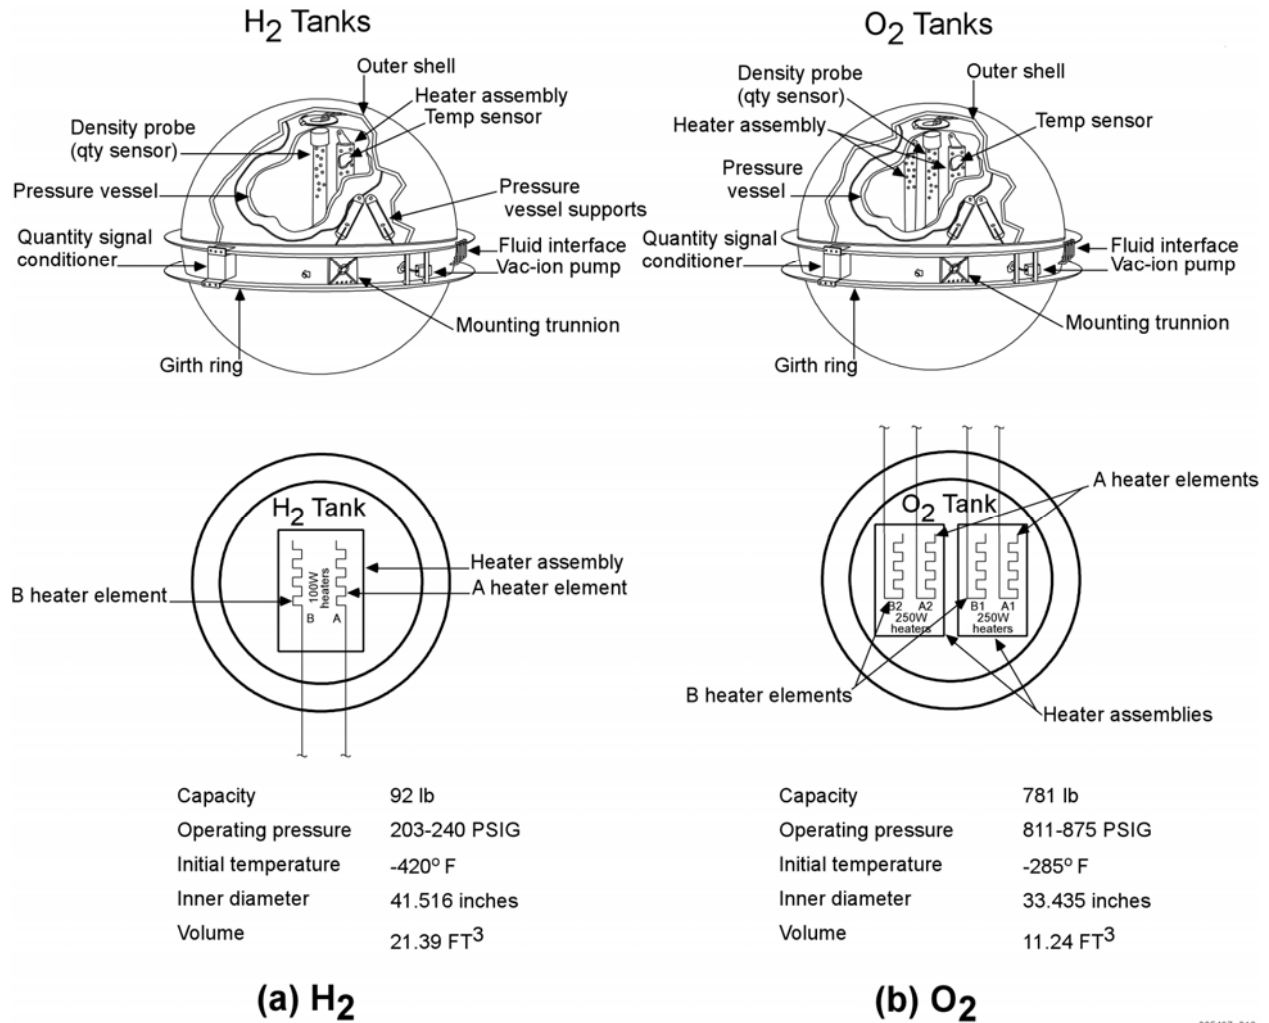 H2 Tanks
Outer shell
Heater assembly
Temp sensor
Density probe
(qty sensor)
Pressure vessel
Pressure
vessel supports
Quantity signal
conditioner
Fluid interface
Vac-ion pump
Mounting trunnion
Girth ring
O2 Tanks
Density probe
(qty sensor)
Outer shell
Heater assembly
Temp sensor
Pressure
vessel
Quantity signal
conditioner
Fluid interface
Vac-ion pump
Mounting trunnion
Girth ring
H2 Tank
Heater assembly
A heater element
B heater element
100W
heaters
B A
O2 Tank
A heater elements
B2 A2
250W
heaters
B1 A1
250W
heaters
B heater elements
Heater assemblies
Capacity 92 lb
Operating pressure 203-240 PSIG
Initial temperature -420o F
Inner diameter 41.516 inches
Volume 21.39 FT3
(a) H2
Capacity 781 lb
Operating pressure 811-875 PSIG
Initial temperature -285o F
Inner diameter 33.435 inches
Volume 11.24 FT3
(b) O2